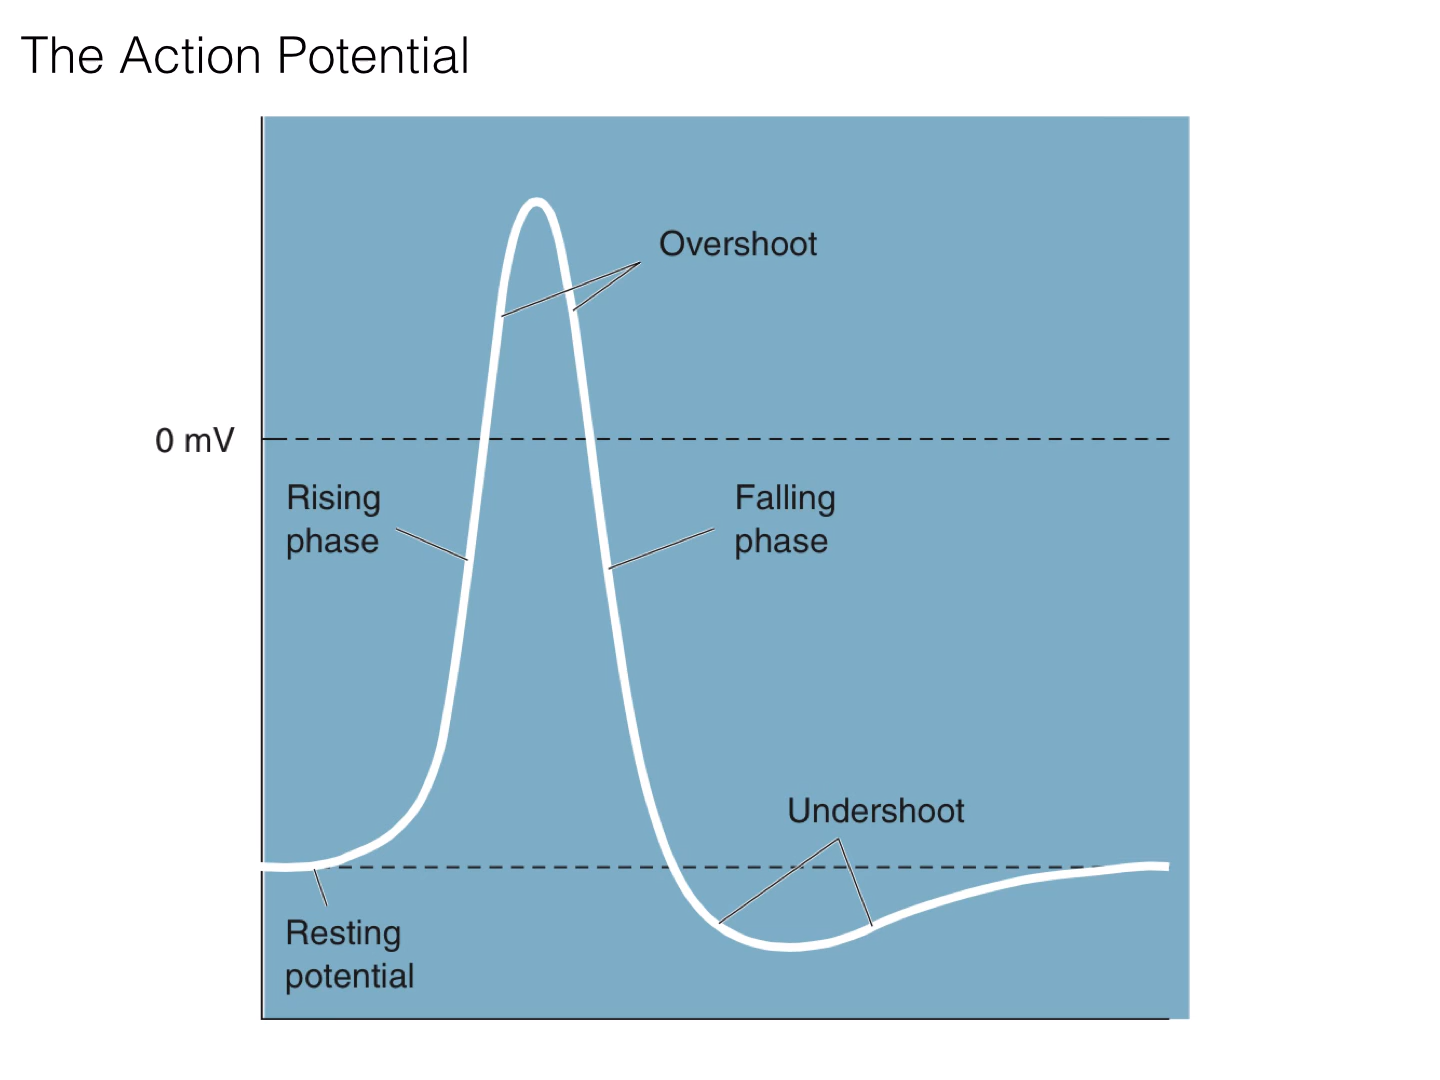 The Action Potential
Overshoot
0 mV
Rising
phase
Falling
phase
Undershoot
Resting
potential